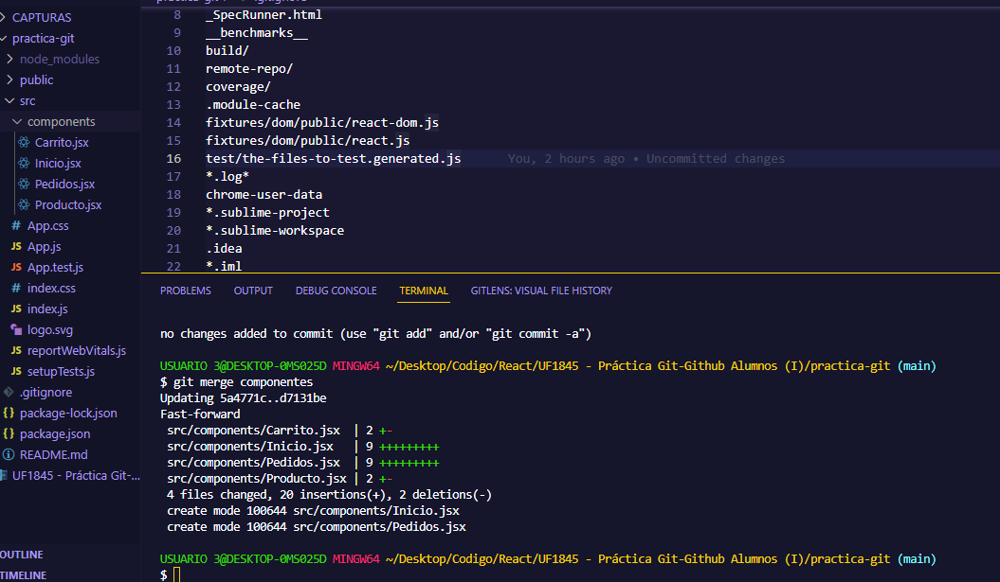 CAPTURAS
practica-git
node_modules
public
src
components
Carrito.jsx
Inicio.jsx
Pedidos.jsx
Producto.jsx
# App.css
JS App.js
JS App.test.js
# index.css
JS index.js
logo.svg
JS reportWebVitals.js
JS setupTests.js
.gitignore
{} package-lock.json
{} package.json
README.md
UF1845 - Práctica Git-...
OUTLINE
TIMELINE
8 _SpecRunner.html
9 __benchmarks__
10 build/
11 remote-repo/
12 coverage/
13 .module-cache
14 fixtures/dom/public/react-dom.js
15 fixtures/dom/public/react.js
16 test/the-files-to-test.generated.js You, 2 hours ago • Uncommitted changes
17 *.log*
18 chrome-user-data
19 *.sublime-project
20 *.sublime-workspace
21 .idea
22 *.iml
PROBLEMS OUTPUT DEBUG CONSOLE TERMINAL GITLENS: VISUAL FILE HISTORY
no changes added to commit (use "git add" and/or "git commit -a")
USUARIO 3@DESKTOP-0MS025D MINGW64 ~/Desktop/Codigo/React/UF1845 - Práctica Git-Github Alumnos (I)/practica-git (main)
$ git merge componentes
Updating 5a4771c..d7131be
Fast-forward
src/components/Carrito.jsx | 2 +-
src/components/Inicio.jsx | 9 +++++++++
src/components/Pedidos.jsx | 9 +++++++++
src/components/Producto.jsx | 2 +-
4 files changed, 20 insertions(+), 2 deletions(-)
create mode 100644 src/components/Inicio.jsx
create mode 100644 src/components/Pedidos.jsx
USUARIO 3@DESKTOP-0MS025D MINGW64 ~/Desktop/Codigo/React/UF1845 - Práctica Git-Github Alumnos (I)/practica-git (main)
$